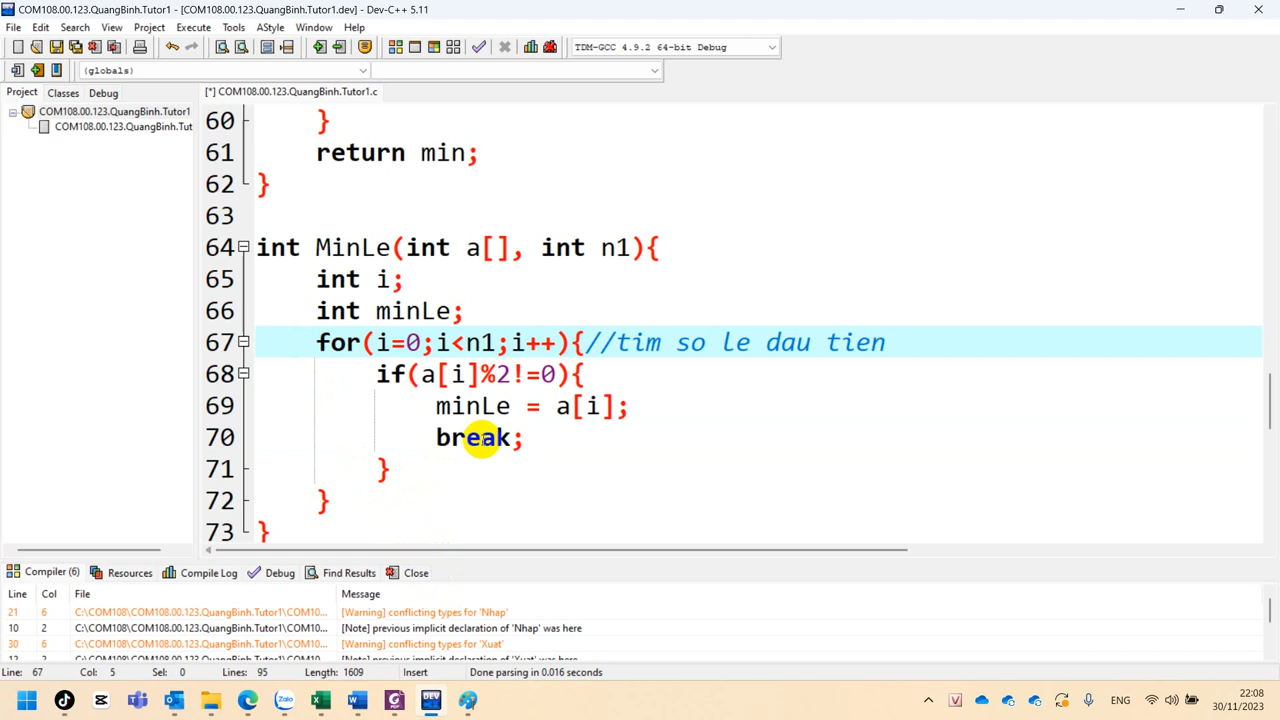 COM108.00.123.QuangBinh.Tutor1 - [COM108.00.123.QuangBinh.Tutor1.dev] - Dev-C++ 5.11
File Edit Search View Project Execute Tools AStyle Window Help
TDM-GCC 4.9.2 64-bit Debug
(globals)
Project Classes Debug
[*] COM108.00.123.QuangBinh.Tutor1.c
COM108.00.123.QuangBinh.Tutor1
COM108.00.123.QuangBinh.Tut
60 }
61 return min;
62 }
63
64 int MinLe(int a[], int n1){
65 int i;
66 int minLe;
67 for(i=0;i<n1;i++){//tim so le dau tien
68 if(a[i]%2!=0){
69 minLe = a[i];
70 break;
71 }
72 }
73 }
Compiler (6) Resources Compile Log Debug Find Results Close
Line Col File Message
21 6 C:\COM108\COM108.00.123.QuangBinh.Tutor1\COM10... [Warning] conflicting types for 'Nhap'
10 2 C:\COM108\COM108.00.123.QuangBinh.Tutor1\COM10... [Note] previous implicit declaration of 'Nhap' was here
30 6 C:\COM108\COM108.00.123.QuangBinh.Tutor1\COM10... [Warning] conflicting types for 'Xuat'
12 2 C:\COM108\COM108.00.123.QuangBinh.Tutor1\COM10... [Note] previous implicit declaration of 'Xuat' was here
Line: 67 Col: 5 Sel: 0 Lines: 95 Length: 1609 Insert Done parsing in 0.016 seconds
Zalo DEV ENG 22:08
30/11/2023